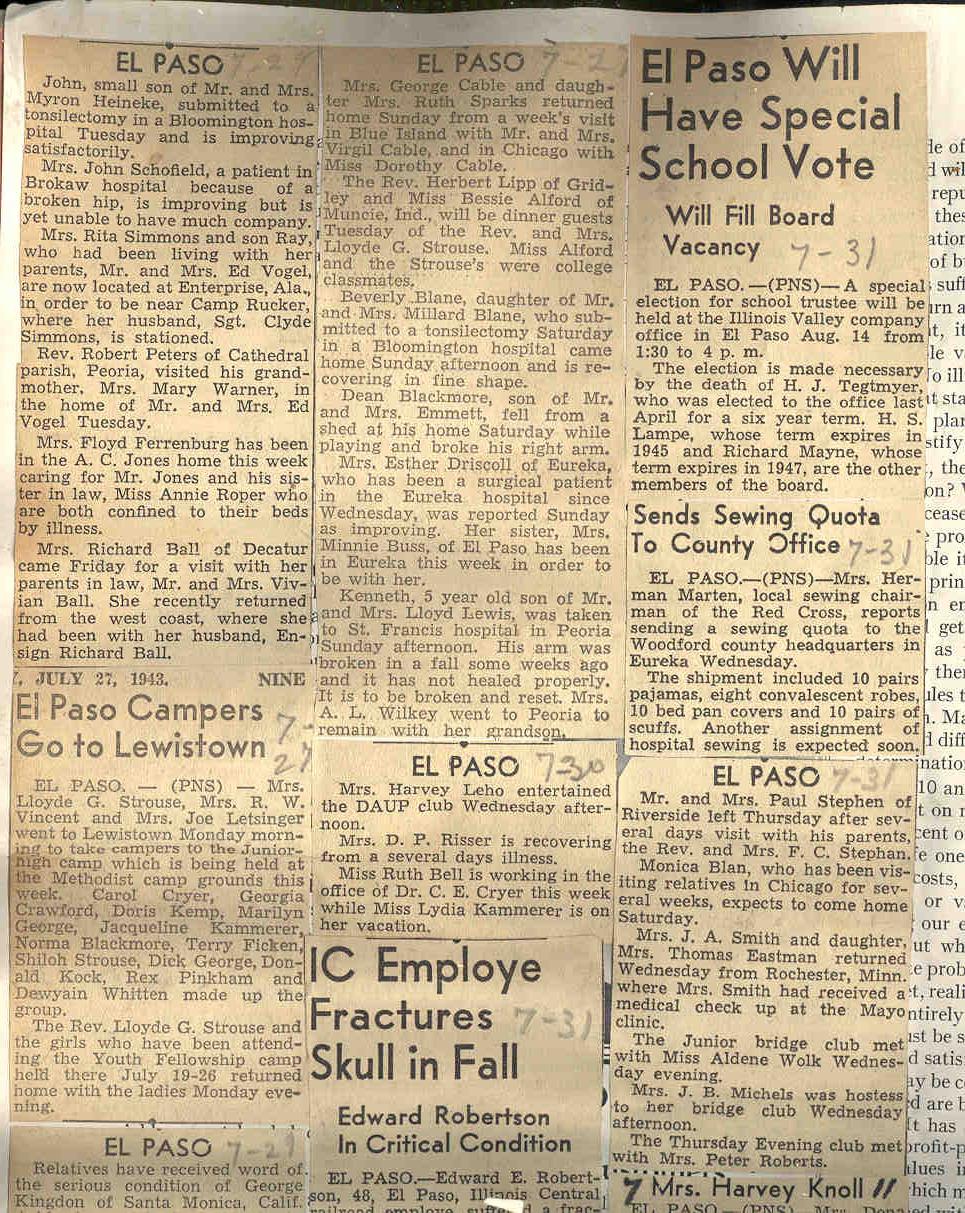 EL PASO 7-27
John, small son of Mr. and Mrs.
Myron Heineke, submitted to a
tonsilectomy in a Bloomington hos-
pital Tuesday and is improving
satisfactorily.
Mrs. John Schofield, a patient in
Brokaw hospital because of a
broken hip, is improving but is
yet unable to have much company.
Mrs. Rita Simmons and son Ray,
who had been living with her
parents, Mr. and Mrs. Ed Vogel,
are now located at Enterprise, Ala.,
in order to be near Camp Rucker,
where her husband, Sgt. Clyde
Simmons, is stationed.
Rev. Robert Peters of Cathedral
parish, Peoria, visited his grand-
mother, Mrs. Mary Warner, in
the home of Mr. and Mrs. Ed
Vogel Tuesday.
Mrs. Floyd Ferrenburg has been
in the A. C. Jones home this week
caring for Mr. Jones and his sis-
ter in law, Miss Annie Roper who
are both confined to their beds
by illness.
Mrs. Richard Ball of Decatur
came Friday for a visit with her
parents in law, Mr. and Mrs. Viv-
ian Ball. She recently returned
from the west coast, where she
had been with her husband, En-
sign Richard Ball.
, JULY 27, 1943. NINE
El Paso Campers
Go to Lewistown
7-
27
EL PASO. — (PNS) — Mrs.
Lloyde G. Strouse, Mrs. R. W.
Vincent and Mrs. Joe Letsinger
went to Lewistown Monday morn-
ing to take campers to the Junior-
high camp which is being held at
the Methodist camp grounds this
week. Carol Cryer, Georgia
Crawford, Doris Kemp, Marilyn
George, Jacqueline Kammerer,
Norma Blackmore, Terry Ficken,
Shiloh Strouse, Dick George, Don-
ald Kock, Rex Pinkham and
Dewyain Whitten made up the
group.
The Rev. Lloyde G. Strouse and
the girls who have been attend-
ing the Youth Fellowship camp
held there July 19-26 returned
home with the ladies Monday eve-
ning.
EL PASO 7-29
Relatives have received word of
the serious condition of George
Kingdon of Santa Monica, Calif.
EL PASO 7-27
Mrs. George Cable and daugh-
ter Mrs. Ruth Sparks returned
home Sunday from a week's visit
in Blue Island with Mr. and Mrs.
Virgil Cable, and in Chicago with
Miss Dorothy Cable.
The Rev. Herbert Lipp of Grid-
ley and Miss Bessie Alford of
Muncie, Ind., will be dinner guests
Tuesday of the Rev. and Mrs.
Lloyde G. Strouse. Miss Alford
and the Strouse's were college
classmates.
Beverly Blane, daughter of Mr.
and Mrs. Millard Blane, who sub-
mitted to a tonsilectomy Saturday
in a Bloomington hospital came
home Sunday afternoon and is re-
covering in fine shape.
Dean Blackmore, son of Mr.
and Mrs. Emmett, fell from a
shed at his home Saturday while
playing and broke his right arm.
Mrs. Esther Driscoll of Eureka,
who has been a surgical patient
in the Eureka hospital since
Wednesday, was reported Sunday
as improving. Her sister, Mrs.
Minnie Buss, of El Paso has been
in Eureka this week in order to
be with her.
Kenneth, 5 year old son of Mr.
and Mrs. Lloyd Lewis, was taken
to St. Francis hospital in Peoria
Sunday afternoon. His arm was
broken in a fall some weeks ago
and it has not healed properly.
It is to be broken and reset. Mrs.
A. L. Wilkey went to Peoria to
remain with her grandson.
EL PASO 7-30
Mrs. Harvey Leho entertained
the DAUP club Wednesday after-
noon.
Mrs. D. P. Risser is recovering
from a several days illness.
Miss Ruth Bell is working in the
office of Dr. C. E. Cryer this week
while Miss Lydia Kammerer is on
her vacation.
IC Employe
Fractures 7-31
Skull in Fall
Edward Robertson
In Critical Condition
EL PASO.—Edward E. Robert-
son, 48, El Paso, Illinois Central
railroad employe suffered a frac-
El Paso Will
Have Special
School Vote
Will Fill Board
Vacancy 7-31
EL PASO. —(PNS)— A special
election for school trustee will be
held at the Illinois Valley company
office in El Paso Aug. 14 from
1:30 to 4 p. m.
The election is made necessary
by the death of H. J. Tegtmyer,
who was elected to the office last
April for a six year term. H. S.
Lampe, whose term expires in
1945 and Richard Mayne, whose
term expires in 1947, are the other
members of the board.
Sends Sewing Quota
To County Office 7-31
EL PASO.—(PNS)—Mrs. Her-
man Marten, local sewing chair-
man of the Red Cross, reports
sending a sewing quota to the
Woodford county headquarters in
Eureka Wednesday.
The shipment included 10 pairs
pajamas, eight convalescent robes,
10 bed pan covers and 10 pairs of
scuffs. Another assignment of
hospital sewing is expected soon.
EL PASO 7-31
Mr. and Mrs. Paul Stephen of
Riverside left Thursday after sev-
eral days visit with his parents,
the Rev. and Mrs. F. C. Stephan.
Monica Blan, who has been vis-
iting relatives in Chicago for sev-
eral weeks, expects to come home
Saturday.
Mrs. J. A. Smith and daughter,
Mrs. Thomas Eastman returned
Wednesday from Rochester, Minn.
where Mrs. Smith had received a
medical check up at the Mayo
clinic.
The Junior bridge club met
with Miss Aldene Wolk Wednes-
day evening.
Mrs. J. B. Michels was hostess
to her bridge club Wednesday
afternoon.
The Thursday Evening club met
with Mrs. Peter Roberts.
7 Mrs. Harvey Knoll //
EL PASO.—(PNS)—Mrs.